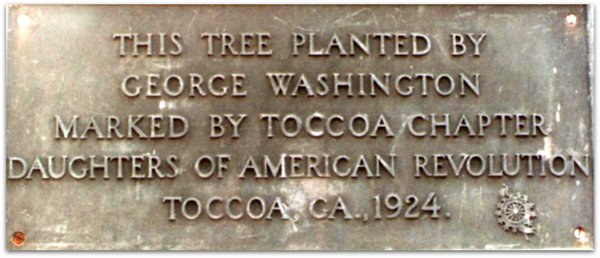 THIS TREE PLANTED BY
GEORGE WASHINGTON
MARKED BY TOCCOA CHAPTER
DAUGHTERS OF AMERICAN REVOLUTION
TOCCOA, GA., 1924.